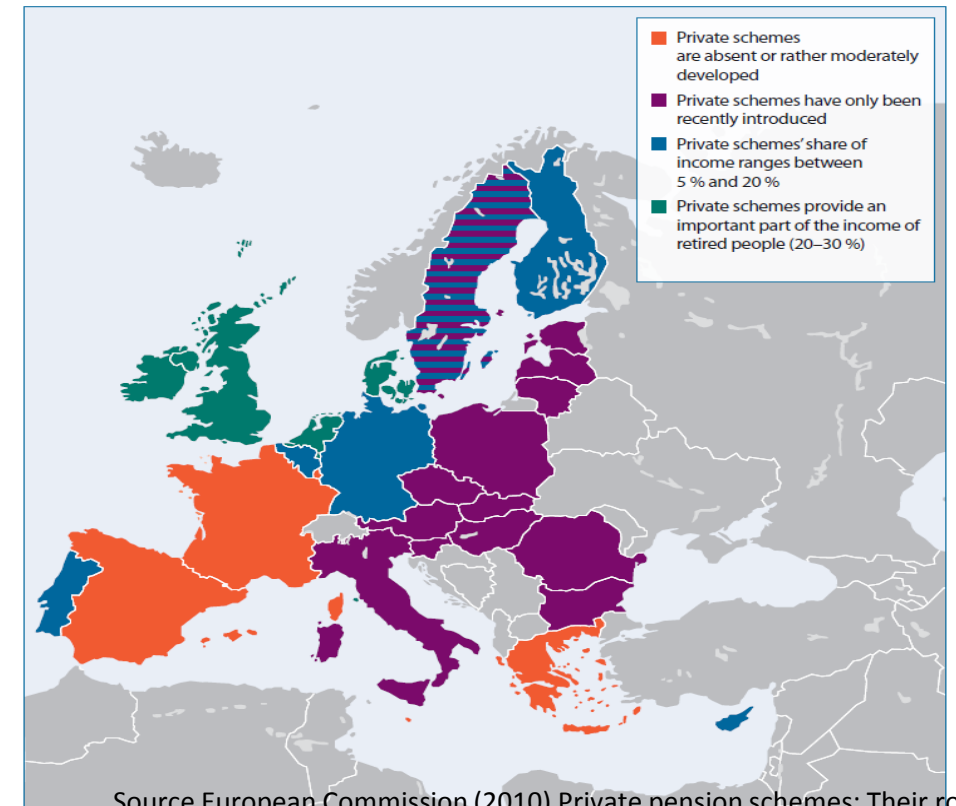 Private schemes
are absent or rather moderately
developed
Private schemes have only been
recently introduced
Private schemes’ share of
income ranges between
5 % and 20 %
Private schemes provide an
important part of the income of
retired people (20–30 %)
Source European Commission (2010) Private pension schemes: Their